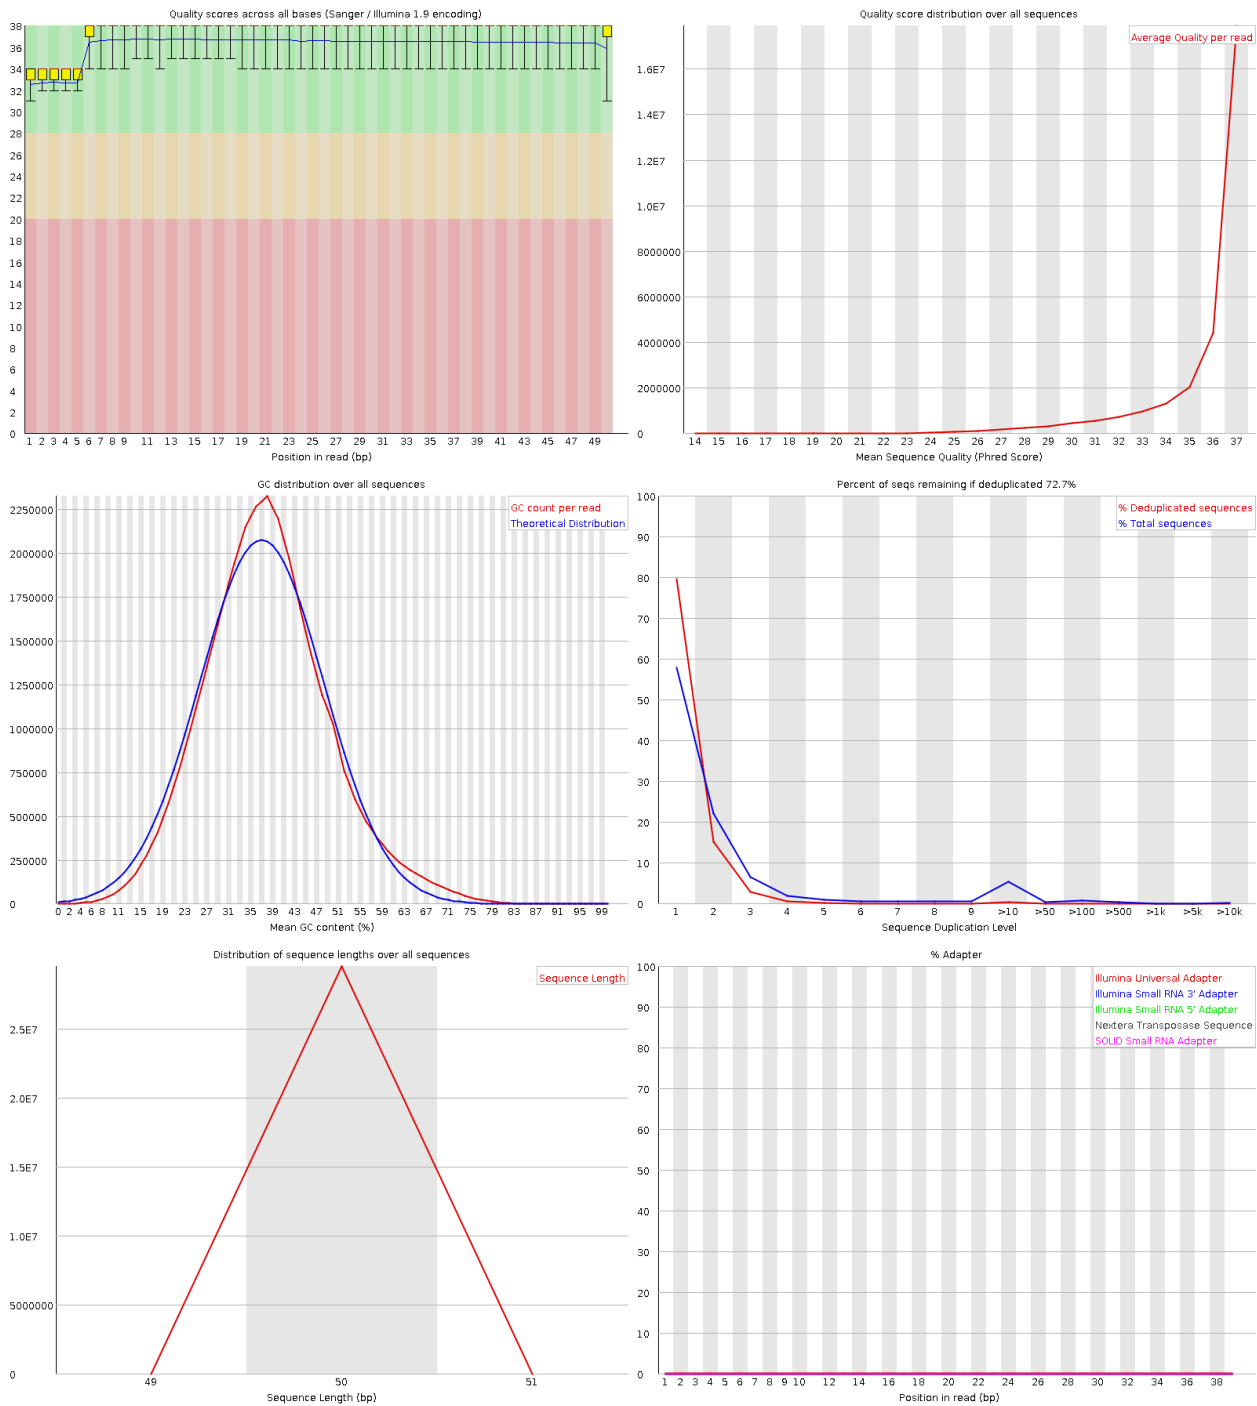 Quality scores across all bases (Sanger / Illumina 1.9 encoding)
38
36
34
32
30
28
26
24
22
20
18
16
14
12
10
8
6
4
2
0
1 2 3 4 5 6 7 8 9 11 13 15 17 19 21 23 25 27 29 31 33 35 37 39 41 43 45 47 49
Position in read (bp)
Quality score distribution over all sequences
Average Quality per read
1.6E7
1.4E7
1.2E7
1.0E7
8000000
6000000
4000000
2000000
0
14 15 16 17 18 19 20 21 22 23 24 25 26 27 28 29 30 31 32 33 34 35 36 37
Mean Sequence Quality (Phred Score)
GC distribution over all sequences
GC count per read
Theoretical Distribution
2250000
2000000
1750000
1500000
1250000
1000000
750000
500000
250000
0
0 2 4 6 8 11 15 19 23 27 31 35 39 43 47 51 55 59 63 67 71 75 79 83 87 91 95 99
Mean GC content (%)
Percent of seqs remaining if deduplicated 72.7%
% Deduplicated sequences
% Total sequences
100
90
80
70
60
50
40
30
20
10
0
1 2 3 4 5 6 7 8 9 >10 >50 >100 >500 >1k >5k >10k
Sequence Duplication Level
Distribution of sequence lengths over all sequences
Sequence Length
2.5E7
2.0E7
1.5E7
1.0E7
5000000
0
49 50 51
Sequence Length (bp)
% Adapter
Illumina Universal Adapter
Illumina Small RNA 3' Adapter
Illumina Small RNA 5' Adapter
Nextera Transposase Sequence
SOLID Small RNA Adapter
100
90
80
70
60
50
40
30
20
10
0
1 2 3 4 5 6 7 8 9 10 12 14 16 18 20 22 24 26 28 30 32 34 36 38
Position in read (bp)